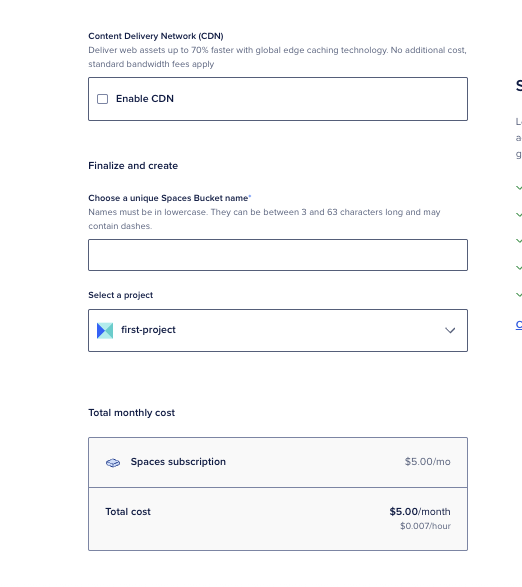 Content Delivery Network (CDN)
Deliver web assets up to 70% faster with global edge caching technology. No additional cost,
standard bandwidth fees apply
Enable CDN
Finalize and create
Choose a unique Spaces Bucket name*
Names must be in lowercase. They can be between 3 and 63 characters long and may
contain dashes.
Select a project
first-project
Total monthly cost
Spaces subscription $5.00/mo
Total cost $5.00/month
$0.007/hour